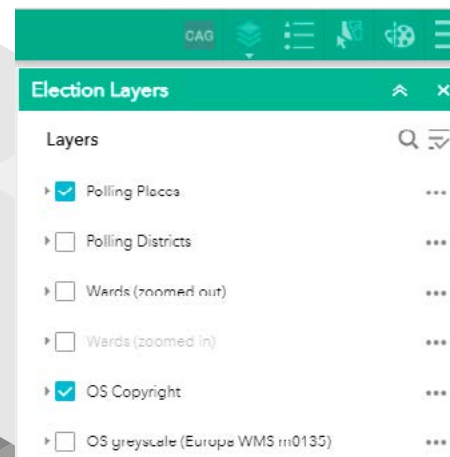 CAG
Election Layers
Layers
Polling Places
Polling Districts
Wards (zoomed out)
Wards (zoomed in)
OS Copyright
OS greyscale (Europa WMS m0135)